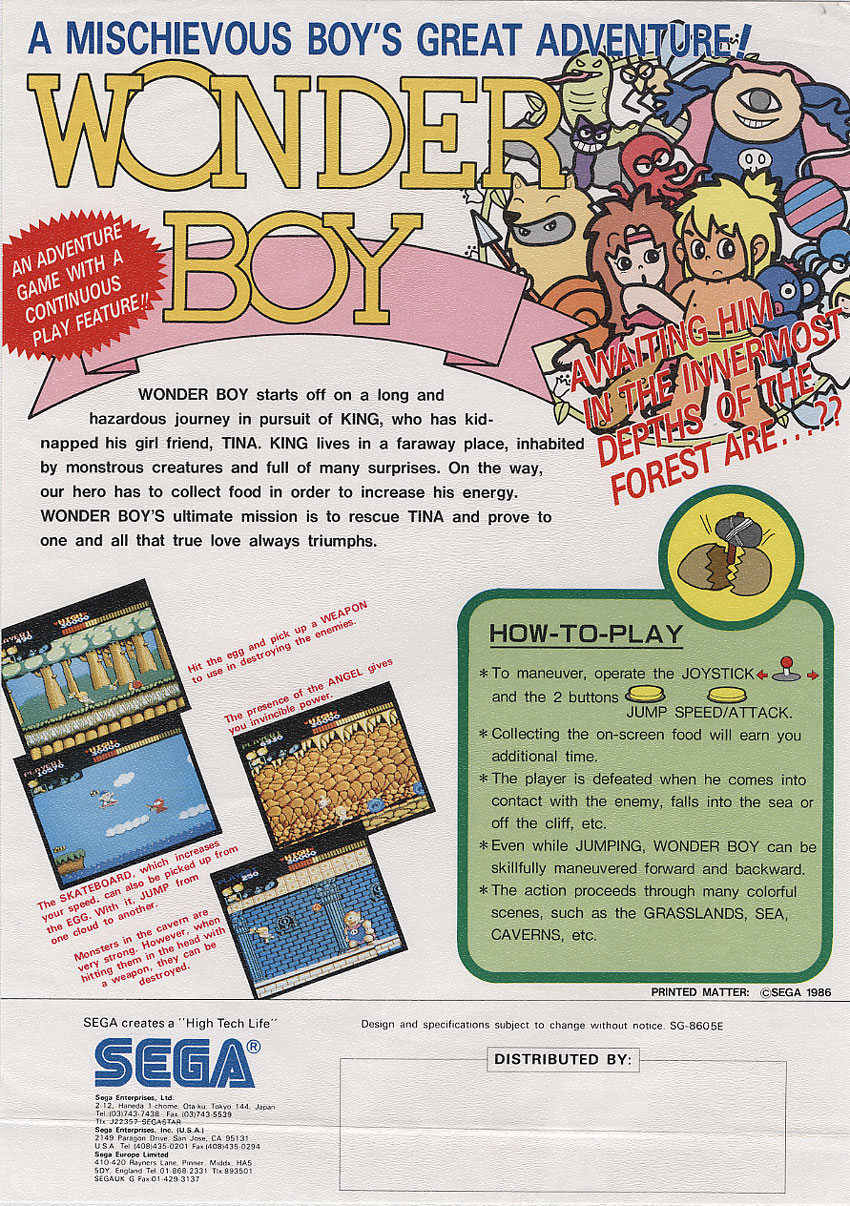 A MISCHIEVOUS BOY'S GREAT ADVENTURE!
WONDER
BOY
AN ADVENTURE
GAME WITH A
CONTINUOUS
PLAY FEATURE!!
AWAITING HIM
IN THE INNERMOST
DEPTHS OF THE
FOREST ARE...??
WONDER BOY starts off on a long and
hazardous journey in pursuit of KING, who has kid-
napped his girl friend, TINA. KING lives in a faraway place, inhabited
by monstrous creatures and full of many surprises. On the way,
our hero has to collect food in order to increase his energy.
WONDER BOY'S ultimate mission is to rescue TINA and prove to
one and all that true love always triumphs.
Hit the egg and pick up a WEAPON
to use in destroying the enemies.
The presence of the ANGEL gives
you invincible power.
The SKATEBOARD, which increases
your speed, can also be picked up from
the EGG. With it, JUMP from
one cloud to another.
Monsters in the cavern are
very strong. However, when
hitting them in the head with
a weapon, they can be
destroyed.
HOW-TO-PLAY
*To maneuver, operate the JOYSTICK
and the 2 buttons
JUMP SPEED/ATTACK.
*Collecting the on-screen food will earn you
additional time.
*The player is defeated when he comes into
contact with the enemy, falls into the sea or
off the cliff, etc.
*Even while JUMPING, WONDER BOY can be
skillfully maneuvered forward and backward.
*The action proceeds through many colorful
scenes, such as the GRASSLANDS, SEA,
CAVERNS, etc.
PRINTED MATTER: ©SEGA 1986
SEGA creates a "High Tech Life"
SEGA®
Sega Enterprises, Ltd.
2-12, Haneda 1-chome, Ota-ku, Tokyo 144, Japan
Tel:(03)743-7438 Fax:(03)743-5539
Tlx J22357 SEGASTAR
Sega Enterprises, Inc. (U.S.A.)
2149 Paragon Drive, San Jose, CA 95131
U.S.A. Tel (408)435-0201 Fax(408)435-0294
Sega Europe Limited
410-420 Rayners Lane, Pinner, Middx, HA5
5DY, England Tel:01-868-2331 Tlx 893501
SEGAUK G Fax:01-429-3137
Design and specifications subject to change without notice. SG-8605E
DISTRIBUTED BY: